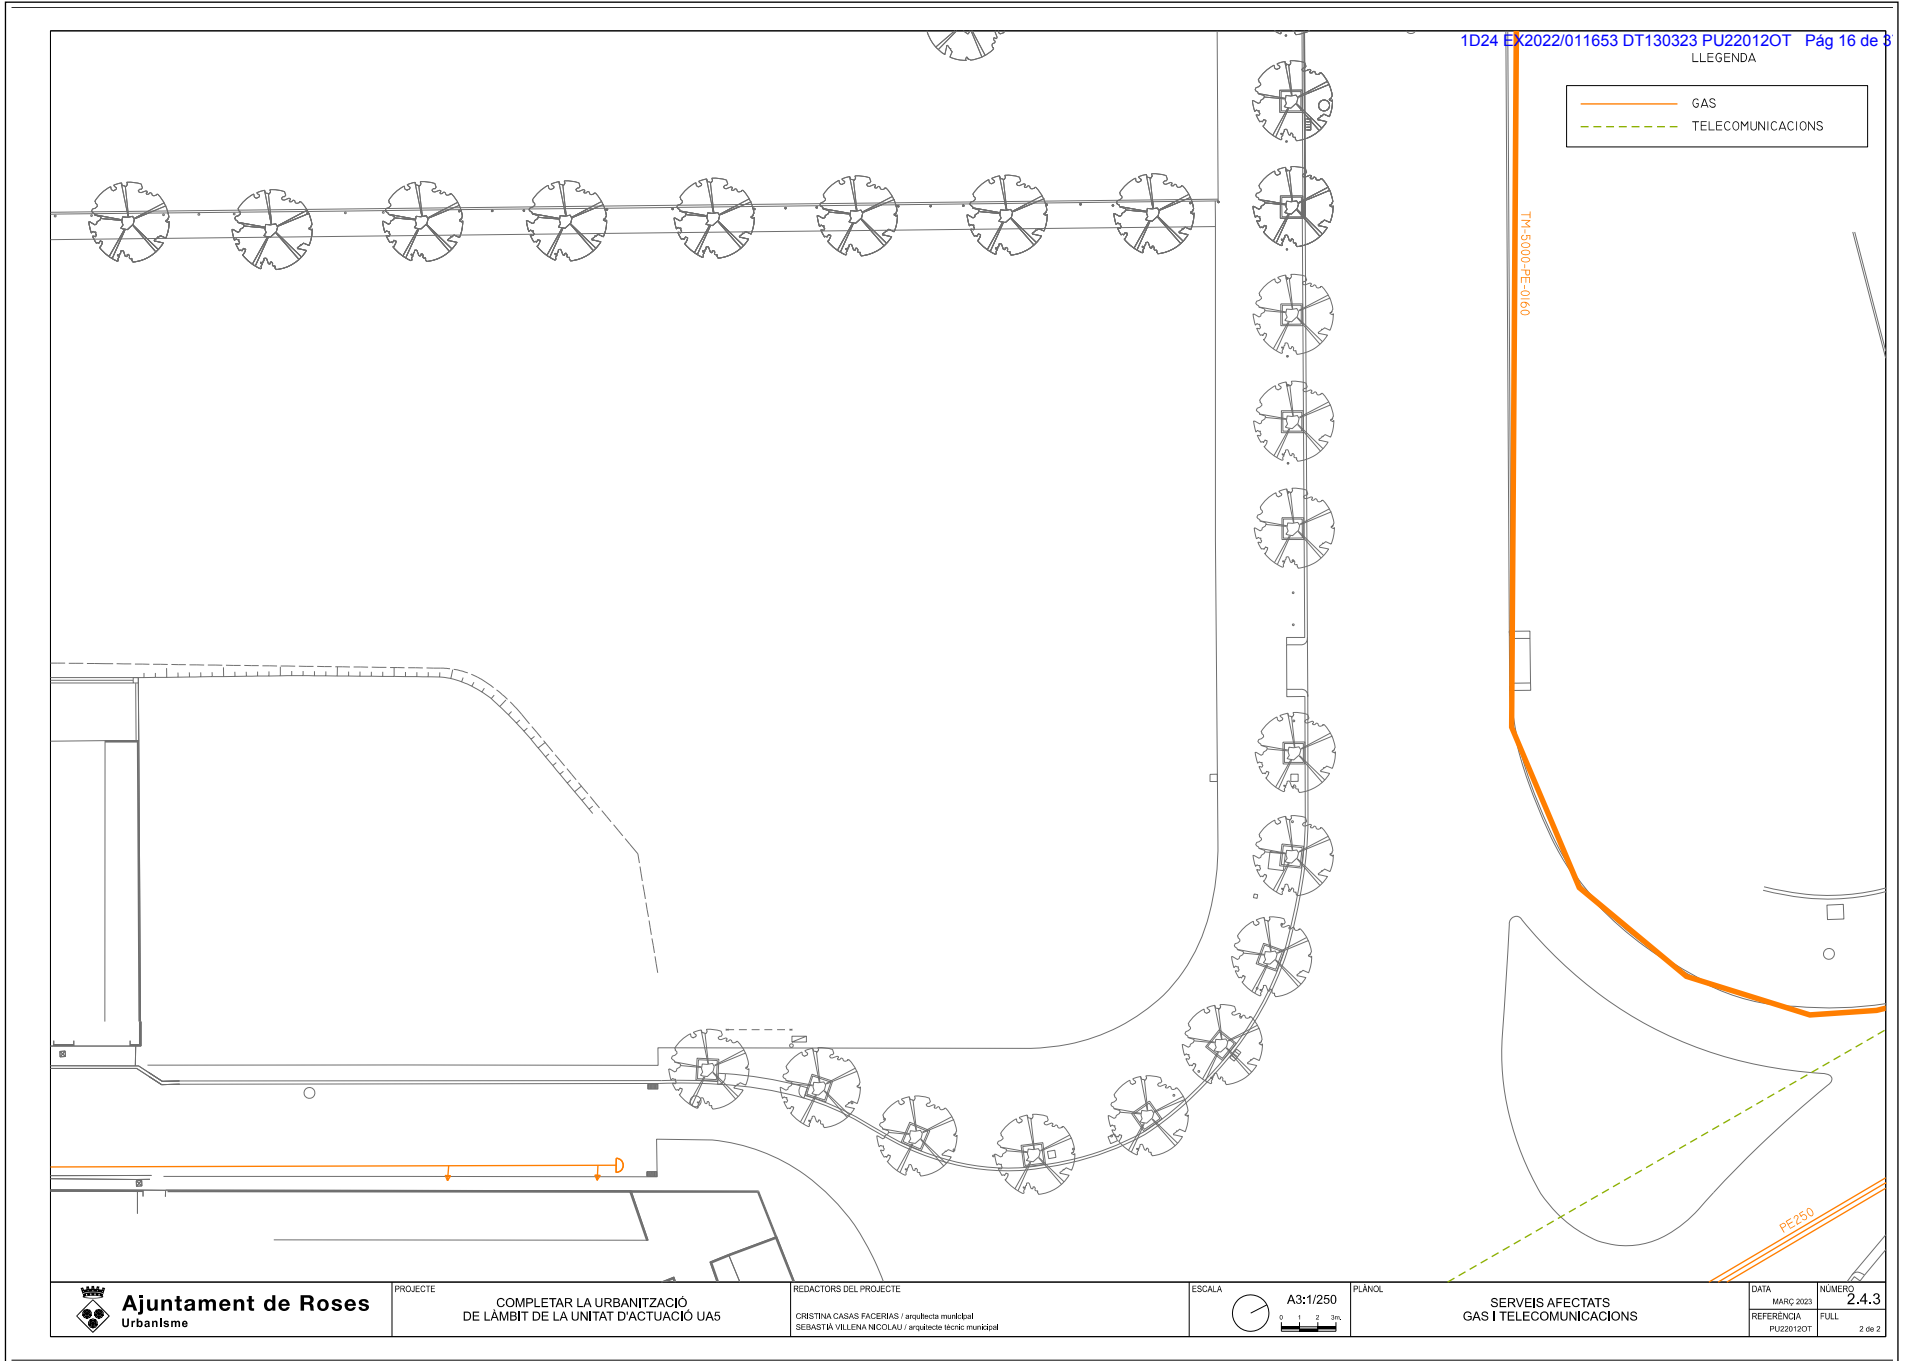 1D24 EX2022/011653 DT130323 PU22012OT Pág 16 de 3
LLEGENDA
GAS
TELECOMUNICACIONS
TM-5000-PE-0160
PE250
Ajuntament de Roses
Urbanisme
PROJECTE
COMPLETAR LA URBANITZACIÓ
DE LÀMBIT DE LA UNITAT D'ACTUACIÓ UA5
REDACTORS DEL PROJECTE
CRISTINA CASAS FACERIAS / arquitecta municipal
SEBASTIÀ VILLENA NICOLAU / arquitecte tècnic municipal
ESCALA
A3:1/250
0 1 2 3m.
PLÀNOL
SERVEIS AFECTATS
GAS I TELECOMUNICACIONS
DATA
MARÇ 2023
REFERÈNCIA
PU22012OT
NÚMERO
2.4.3
FULL
2 de 2